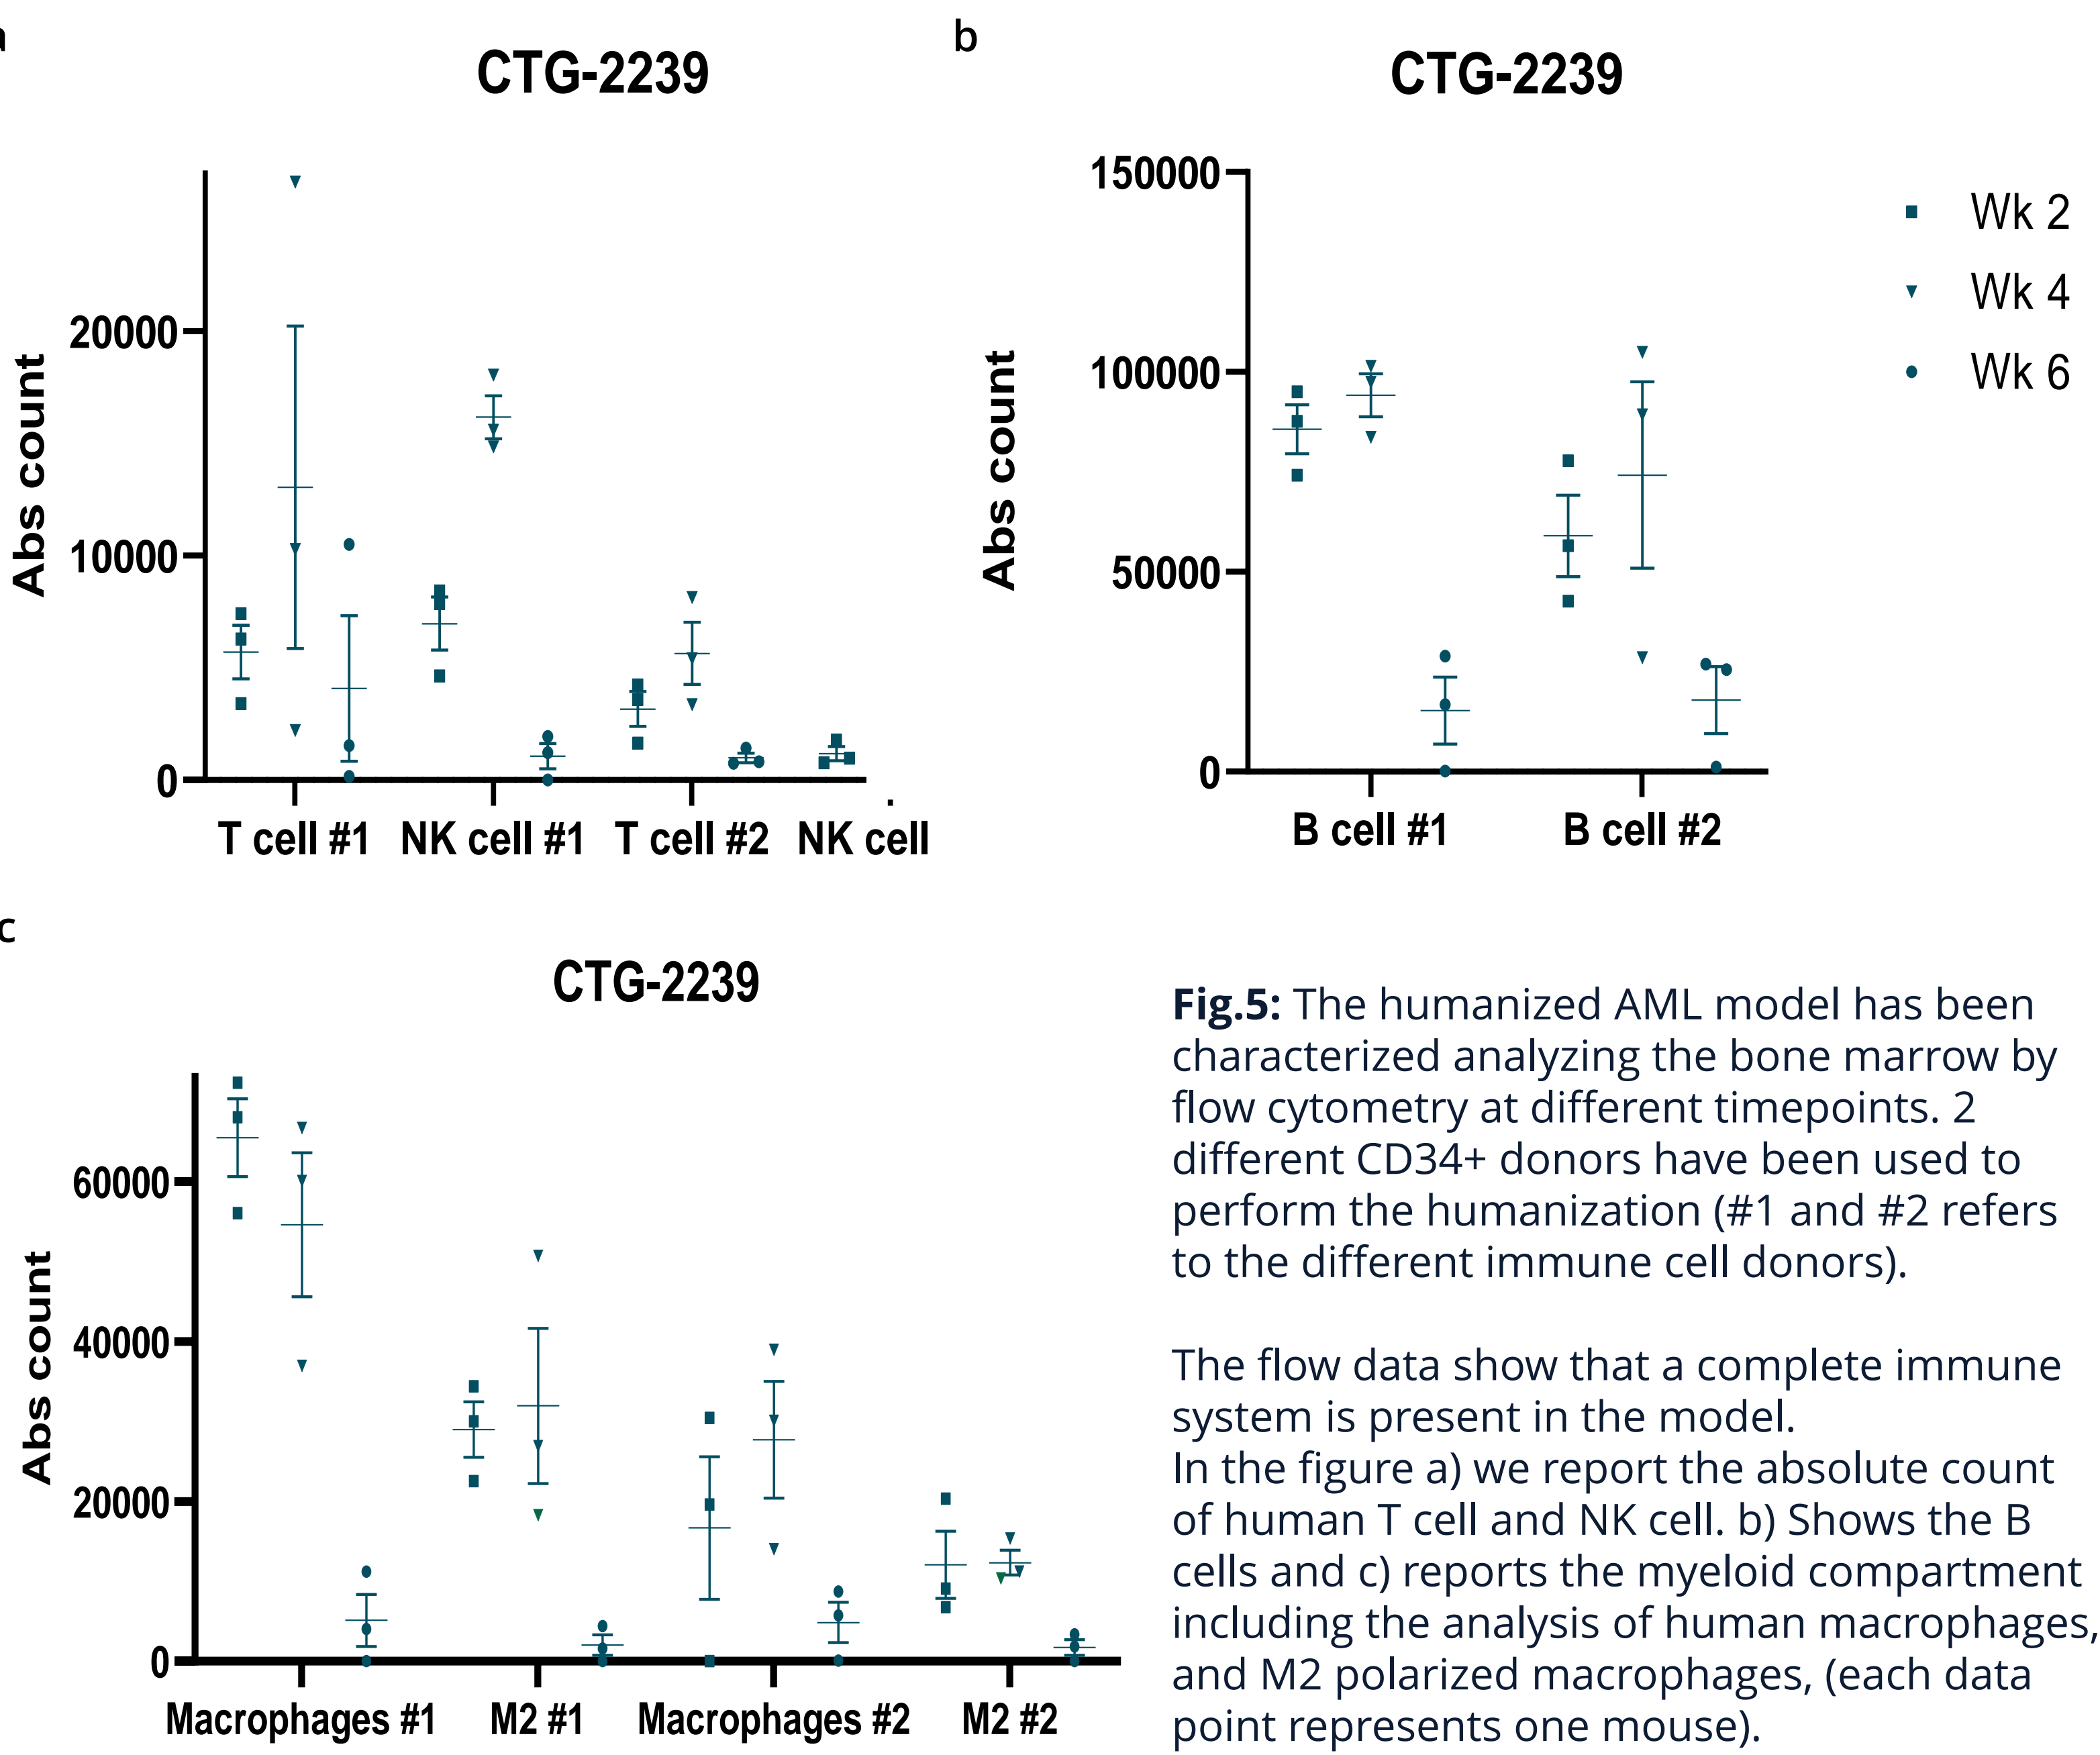 b
CTG-2239
20000
10000
0
Abs count
T cell #1
NK cell #1
T cell #2
NK cell
CTG-2239
150000
100000
50000
0
Abs count
B cell #1
B cell #2
Wk 2
Wk 4
Wk 6
c
CTG-2239
60000
40000
20000
0
Abs count
Macrophages #1
M2 #1
Macrophages #2
M2 #2
Fig.5: The humanized AML model has been
characterized analyzing the bone marrow by
flow cytometry at different timepoints. 2
different CD34+ donors have been used to
perform the humanization (#1 and #2 refers
to the different immune cell donors).
The flow data show that a complete immune
system is present in the model.
In the figure a) we report the absolute count
of human T cell and NK cell. b) Shows the B
cells and c) reports the myeloid compartment
including the analysis of human macrophages,
and M2 polarized macrophages, (each data
point represents one mouse).